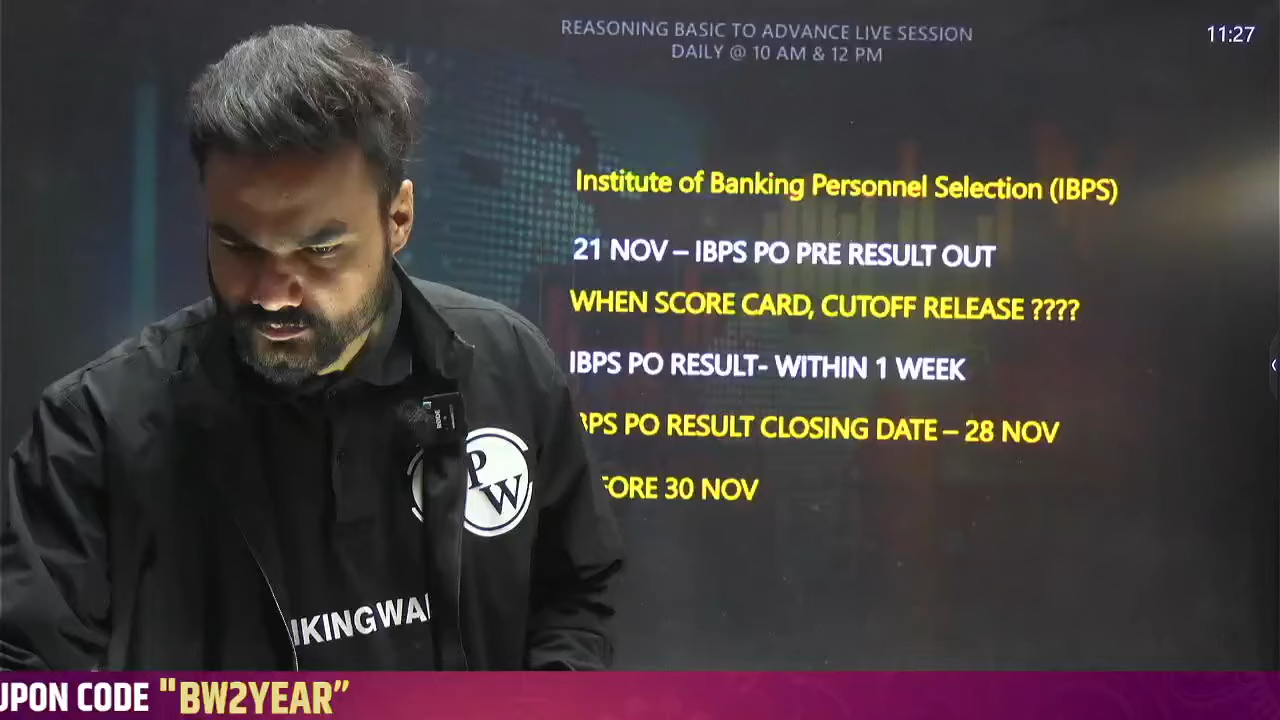 REASONING BASIC TO ADVANCE LIVE SESSION
DAILY @ 10 AM & 12 PM
11:27
Institute of Banking Personnel Selection (IBPS)
21 NOV – IBPS PO PRE RESULT OUT
WHEN SCORE CARD, CUTOFF RELEASE ????
IBPS PO RESULT- WITHIN 1 WEEK
BPS PO RESULT CLOSING DATE – 28 NOV
FORE 30 NOV
PW
IKINGWA
UPON CODE "BW2YEAR”